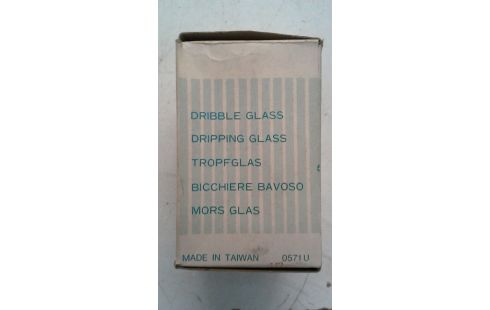 DRIBBLE GLASS
DRIPPING GLASS
TROPFGLAS
BICCHIERE BAVOSO
MORS GLAS
MADE IN TAIWAN 0571U